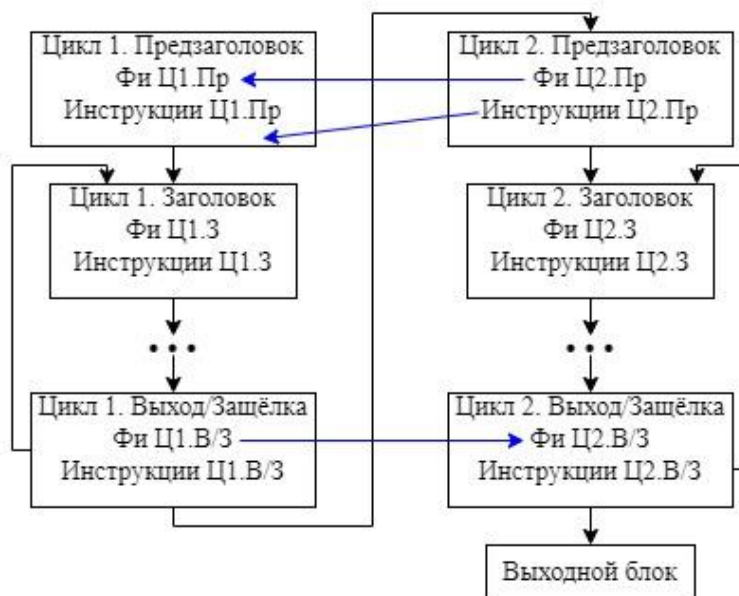 Цикл 1. Предзаголовок
Фи Ц1.Пр
Инструкции Ц1.Пр
Цикл 1. Заголовок
Фи Ц1.З
Инструкции Ц1.З
Цикл 1. Выход/Защёлка
Фи Ц1.В/З
Инструкции Ц1.В/З
Цикл 2. Предзаголовок
Фи Ц2.Пр
Инструкции Ц2.Пр
Цикл 2. Заголовок
Фи Ц2.З
Инструкции Ц2.З
Цикл 2. Выход/Защёлка
Фи Ц2.В/З
Инструкции Ц2.В/З
Выходной блок